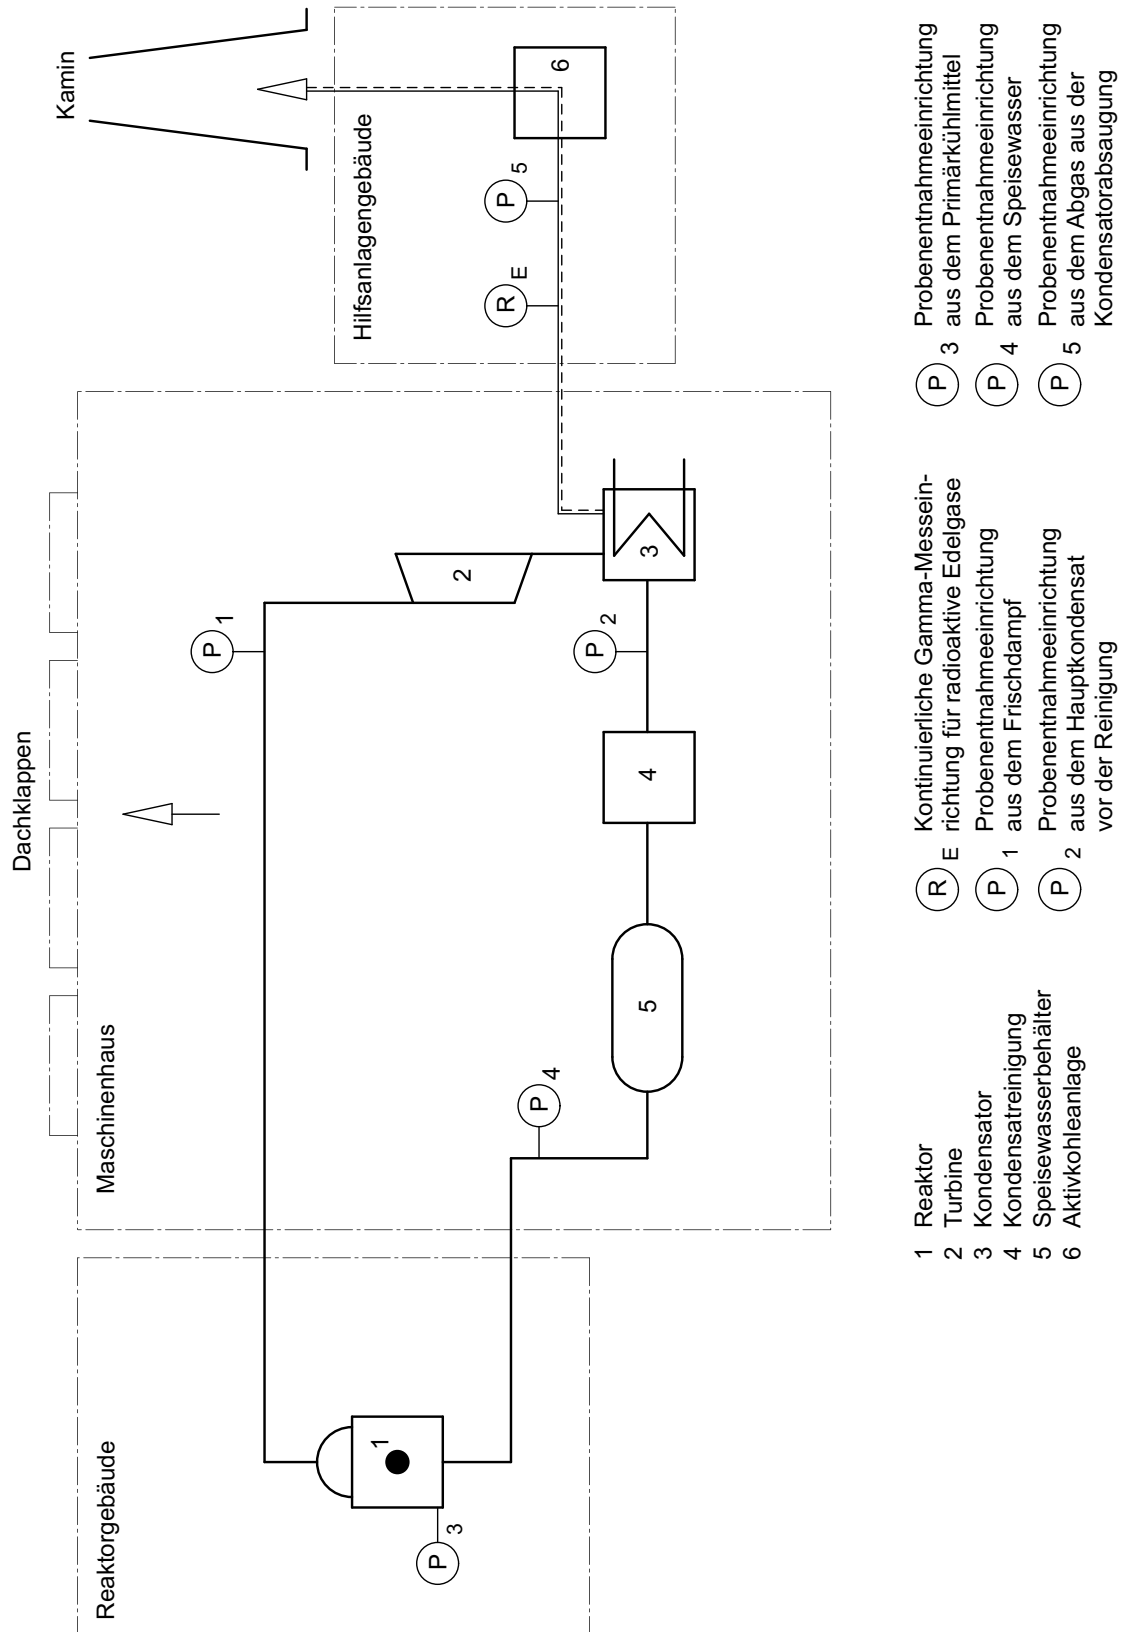 Dachklappen
Kamin
Reaktorgebäude
Maschinenhaus
Hilfsanlagengebäude
P 1
P 3
1
P 4
5
4
P 2
2
3
R E
P 5
6
1 Reaktor
2 Turbine
3 Kondensator
4 Kondensatreinigung
5 Speisewasserbehälter
6 Aktivkohleanlage
R E Kontinuierliche Gamma-Messein-
richtung für radioaktive Edelgase
P 1 Probenentnahmeeinrichtung
aus dem Frischdampf
P 2 Probenentnahmeeinrichtung
aus dem Hauptkondensat
vor der Reinigung
P 3 Probenentnahmeeinrichtung
aus dem Primärkühlmittel
P 4 Probenentnahmeeinrichtung
aus dem Speisewasser
P 5 Probenentnahmeeinrichtung
aus dem Abgas aus der
Kondensatorabsaugung